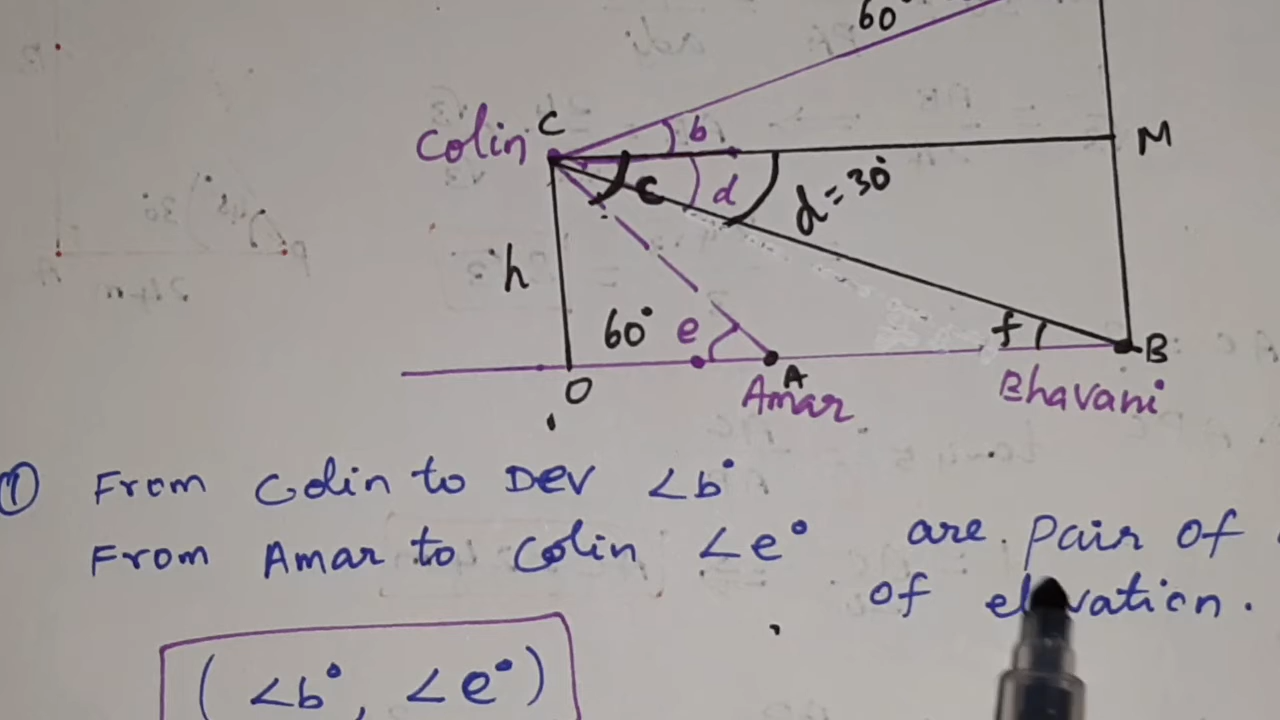 60°
Colin C
b
M
c
d
d = 30°
h
60° e
f
B
O
A
Amar
Bhavani
① From Colin to Dev ∠b°
From Amar to Colin ∠e° are pair of
of elevation.
(∠b°, ∠e°)